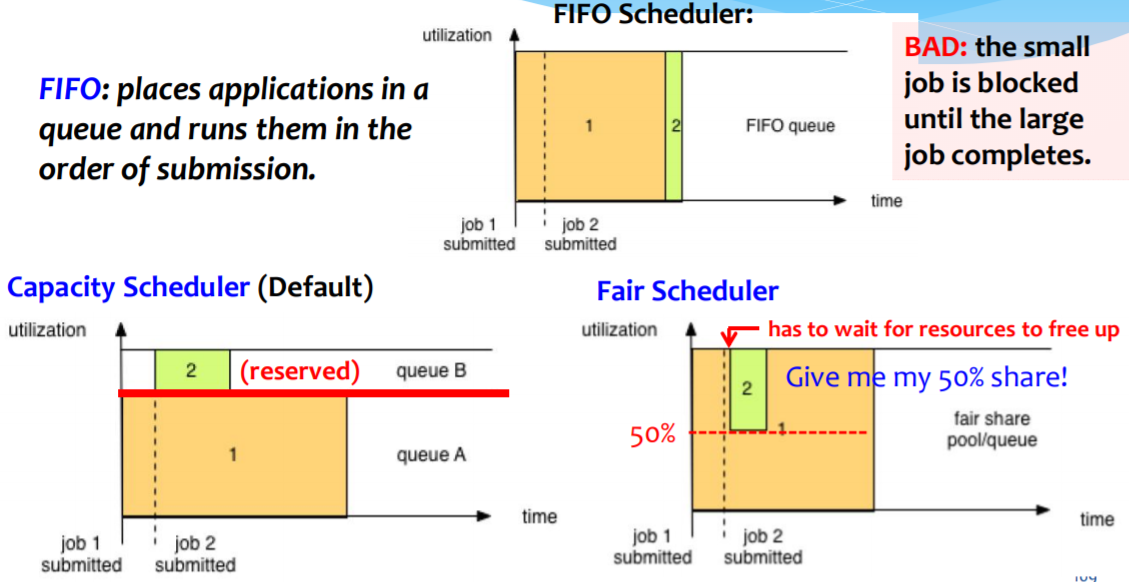 FIFO Scheduler:
FIFO: places applications in a
queue and runs them in the
order of submission.
utilization
1
2
FIFO queue
time
job 1
submitted
job 2
submitted
BAD: the small
job is blocked
until the large
job completes.
Capacity Scheduler (Default)
utilization
2
(reserved)
queue B
1
queue A
time
job 1
submitted
job 2
submitted
Fair Scheduler
utilization
has to wait for resources to free up
2
Give me my 50% share!
50%
1
fair share
pool/queue
time
job 1
submitted
job 2
submitted